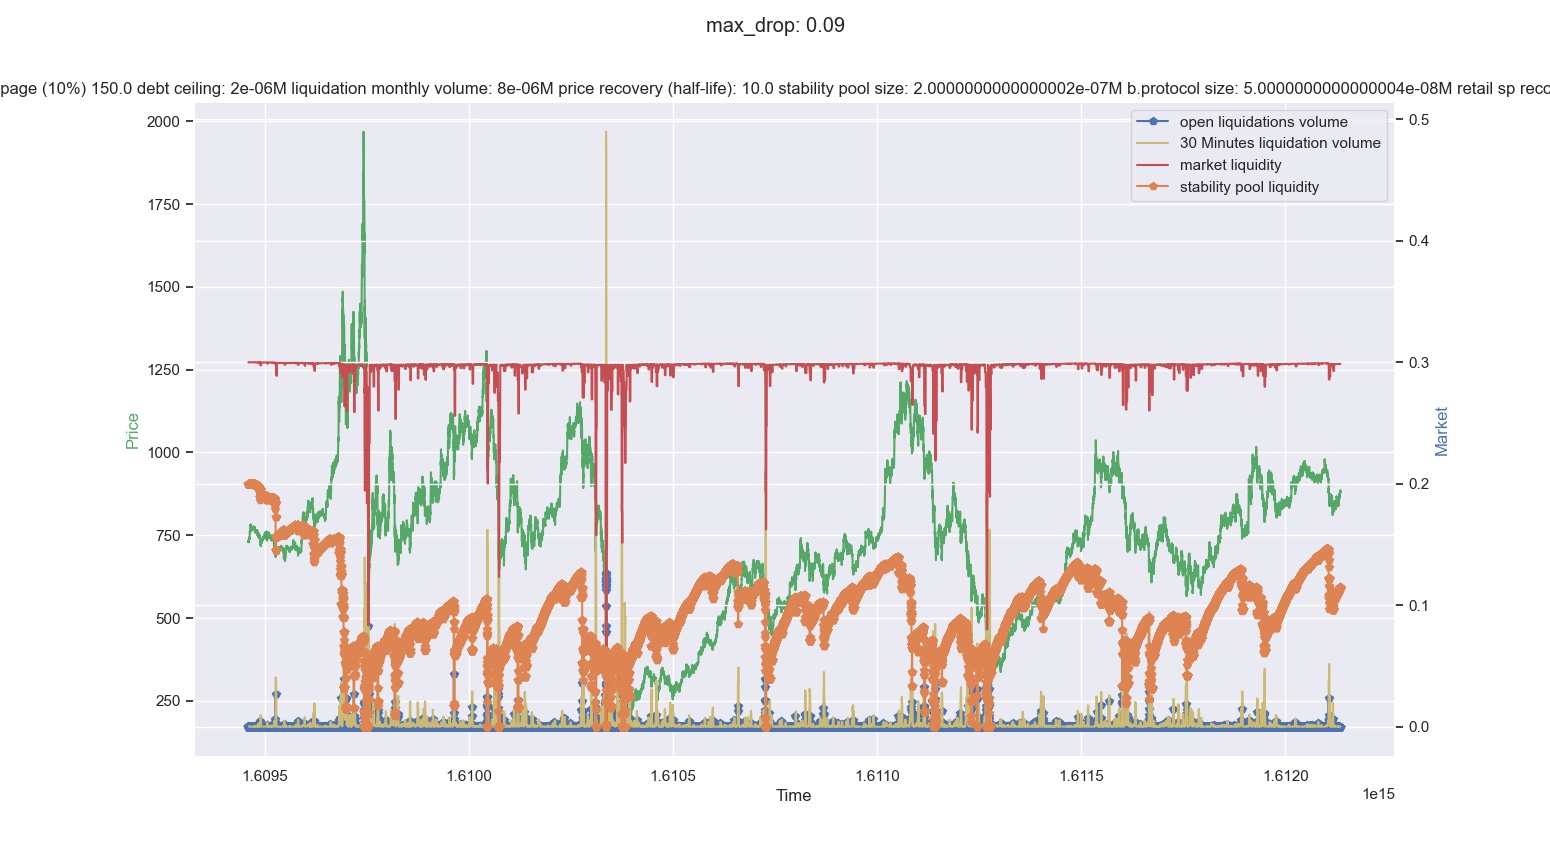 max_drop: 0.09
page (10%) 150.0 debt ceiling: 2e-06M liquidation monthly volume: 8e-06M price recovery (half-life): 10.0 stability pool size: 2.0000000000000002e-07M b.protocol size: 5.0000000000000004e-08M retail sp reco
open liquidations volume
30 Minutes liquidation volume
market liquidity
stability pool liquidity
Price
2000
1750
1500
1250
1000
750
500
250
0.5
0.4
0.3
0.2
0.1
0.0
Market
1.6095 1.6100 1.6105 1.6110 1.6115 1.6120
Time
1e15